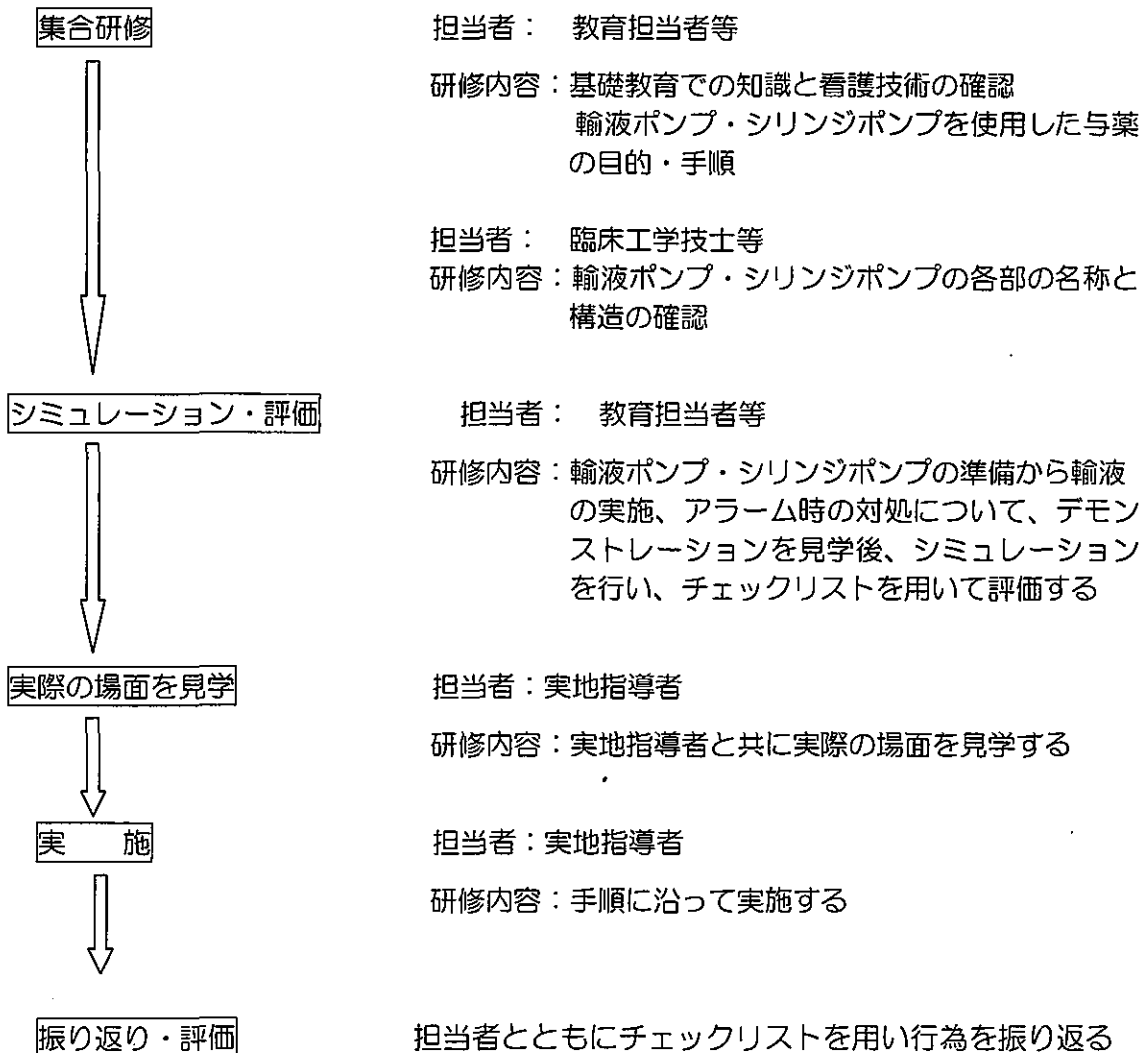 集合研修 担当者： 教育担当者等
研修内容：基礎教育での知識と看護技術の確認
輸液ポンプ・シリンジポンプを使用した与薬
の目的・手順
担当者： 臨床工学技士等
研修内容：輸液ポンプ・シリンジポンプの各部の名称と
構造の確認
シミュレーション・評価 担当者： 教育担当者等
研修内容：輸液ポンプ・シリンジポンプの準備から輸液
の実施、アラーム時の対処について、デモン
ストレーションを見学後、シミュレーション
を行い、チェックリストを用いて評価する
実際の場面を見学 担当者：実地指導者
研修内容：実地指導者と共に実際の場面を見学する
実 施 担当者：実地指導者
研修内容：手順に沿って実施する
振り返り・評価 担当者とともにチェックリストを用い行為を振り返る